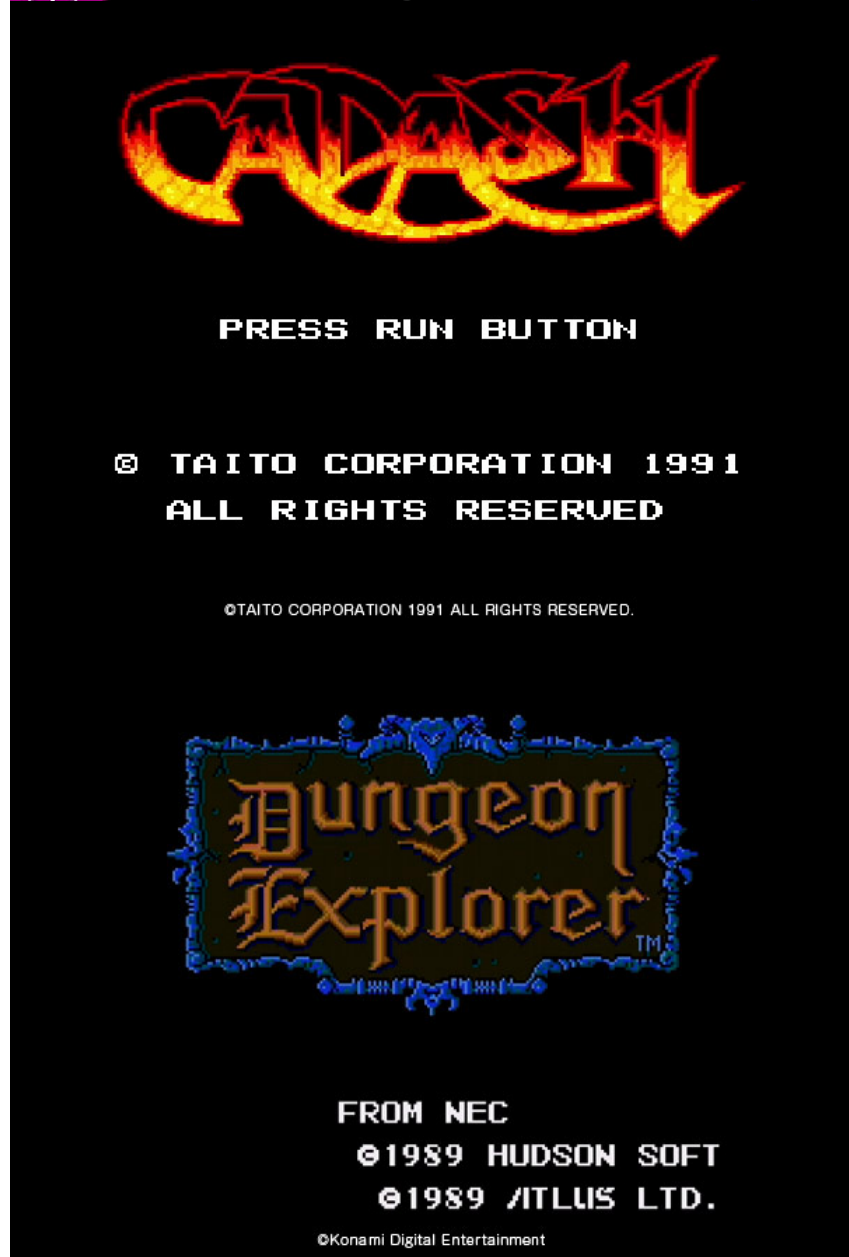 CADASH
PRESS RUN BUTTON
© TAITO CORPORATION 1991
ALL RIGHTS RESERVED
©TAITO CORPORATION 1991 ALL RIGHTS RESERVED.
Dungeon
Explorer
TM
FROM NEC
©1989 HUDSON SOFT
©1989 ATLUS LTD.
©Konami Digital Entertainment